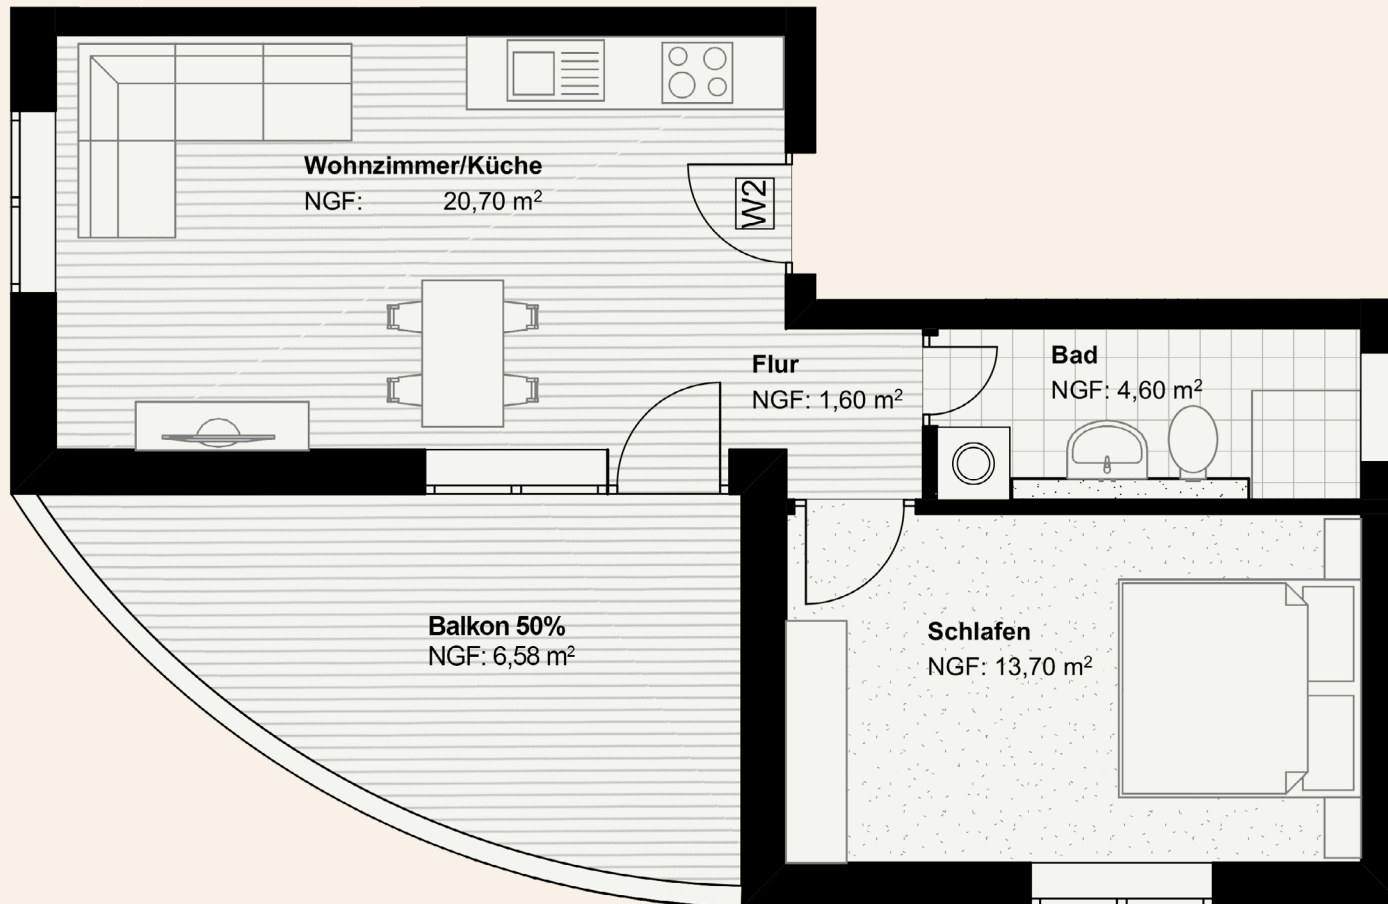 Wohnzimmer/Küche
NGF: 20,70 m²
W2
Flur
NGF: 1,60 m²
Bad
NGF: 4,60 m²
Balkon 50%
NGF: 6,58 m²
Schlafen
NGF: 13,70 m²